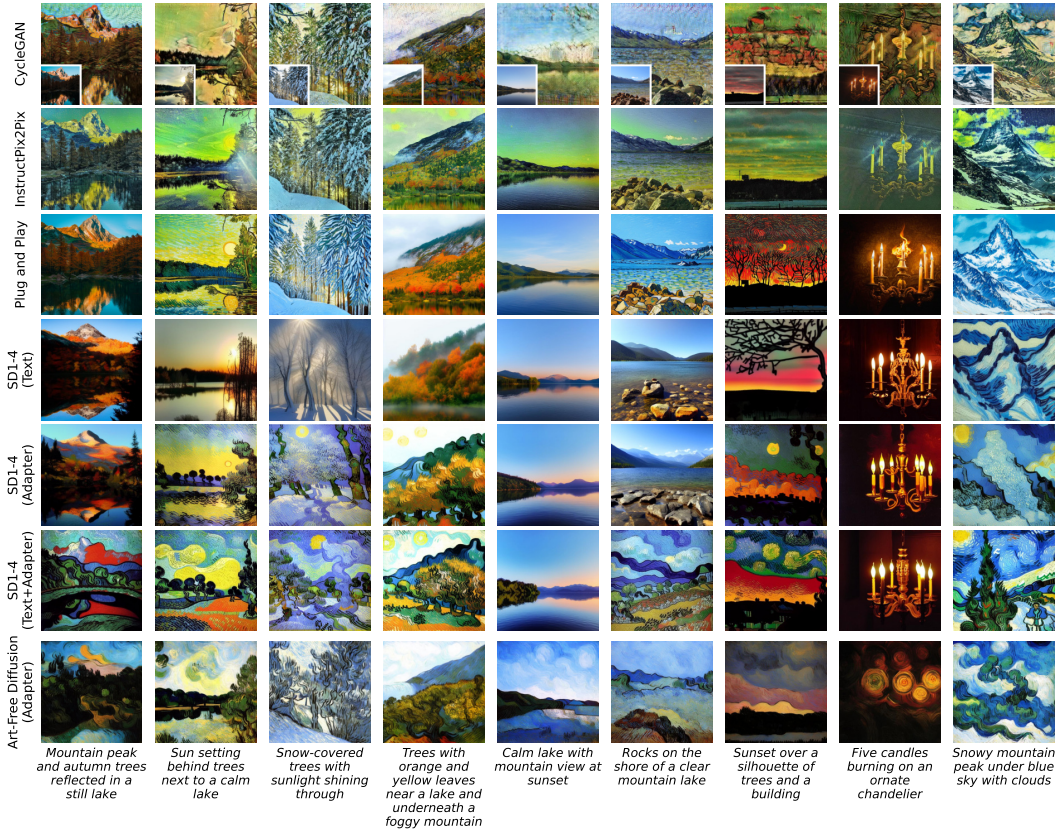 CycleGAN
InstructPix2Pix
Plug and Play
SD1-4
(Text)
SD1-4
(Adapter)
SD1-4
(Text+Adapter)
Art-Free Diffusion
(Adapter)
Mountain peak
and autumn trees
reflected in a
still lake
Sun setting
behind trees
next to a calm
lake
Snow-covered
trees with
sunlight shining
through
Trees with
orange and
yellow leaves
near a lake and
underneath a
foggy mountain
Calm lake with
mountain view at
sunset
Rocks on the
shore of a clear
mountain lake
Sunset over a
silhouette of
trees and a
building
Five candles
burning on an
ornate
chandelier
Snowy mountain
peak under blue
sky with clouds